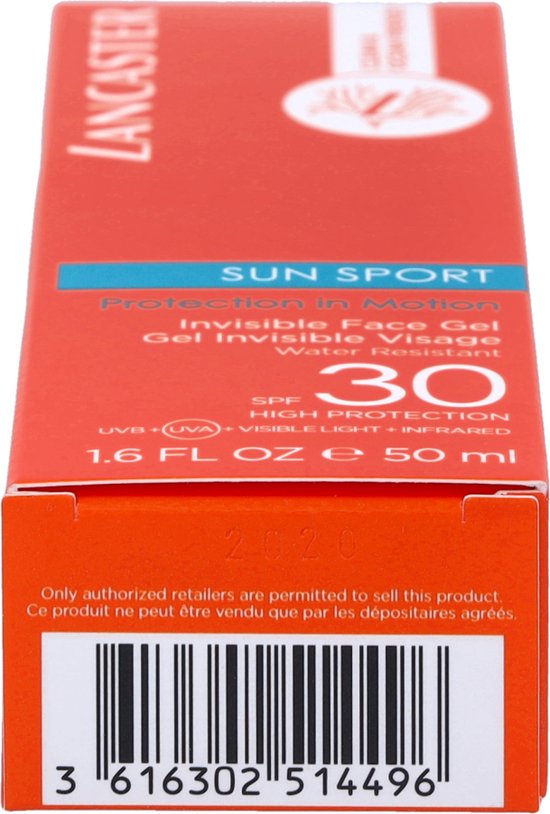 LANCASTER
SUN SPORT
Protection in Motion
Invisible Face Gel
Gel Invisible Visage
Water Resistant
SPF 30
HIGH PROTECTION
UVB + UVA + VISIBLE LIGHT + INFRARED
1.6 FL OZ e 50 ml
2020
Only authorized retailers are permitted to sell this product.
Ce produit ne peut être vendu que par les dépositaires agréés.
3 616302 514496